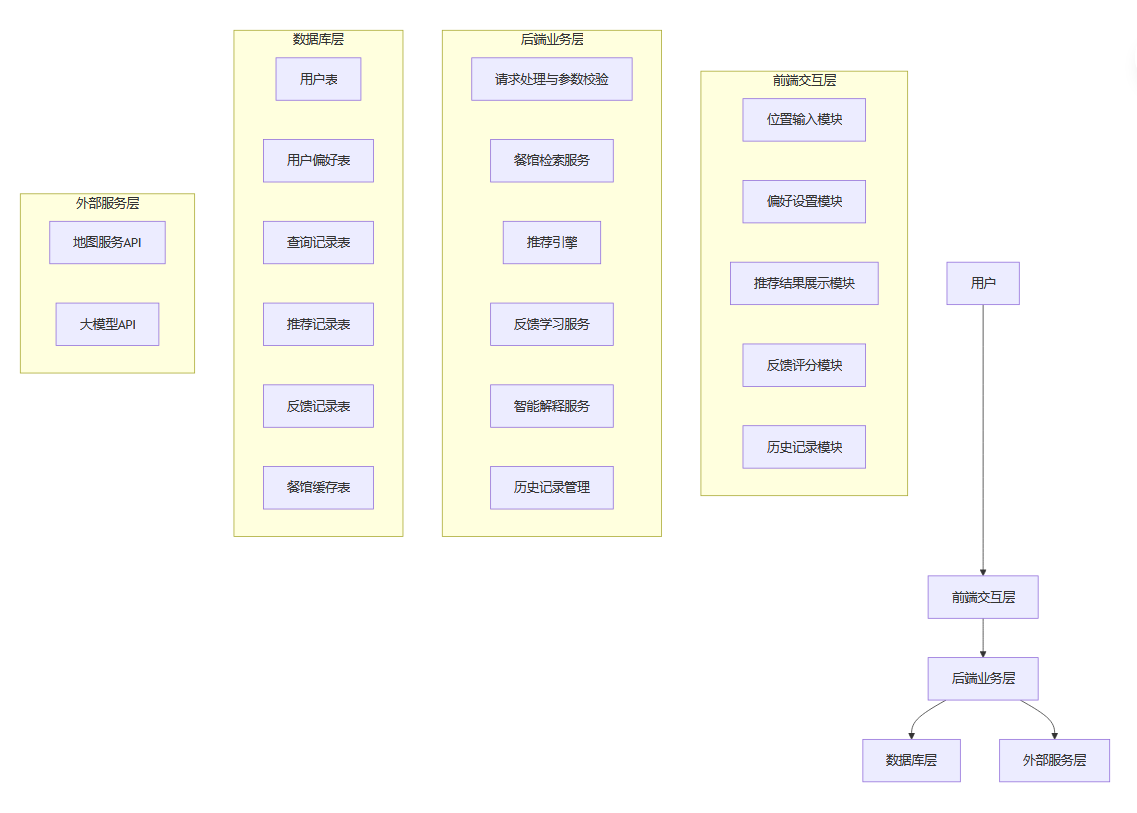 外部服务层
地图服务API
大模型API
数据库层
用户表
用户偏好表
查询记录表
推荐记录表
反馈记录表
餐馆缓存表
后端业务层
请求处理与参数校验
餐馆检索服务
推荐引擎
反馈学习服务
智能解释服务
历史记录管理
前端交互层
位置输入模块
偏好设置模块
推荐结果展示模块
反馈评分模块
历史记录模块
用户
前端交互层
后端业务层
数据库层
外部服务层